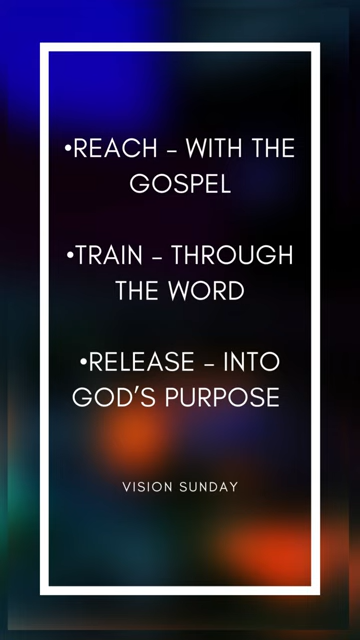 •REACH – WITH THE
GOSPEL
•TRAIN – THROUGH
THE WORD
•RELEASE – INTO
GOD'S PURPOSE
VISION SUNDAY